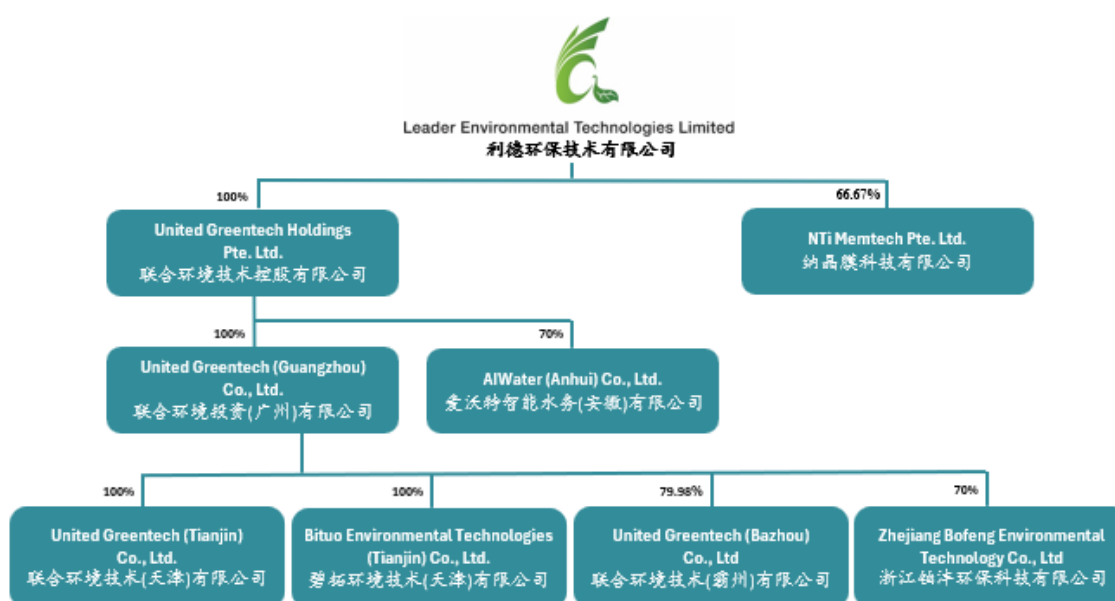 Leader Environmental Technologies Limited
利德环保技术有限公司
100%
66.67%
United Greentech Holdings
Pte. Ltd.
联合环境技术控股有限公司
NTi Memtech Pte. Ltd.
纳晶膜科技有限公司
100%
70%
United Greentech (Guangzhou)
Co., Ltd.
联合环境投资(广州)有限公司
AIWater (Anhui) Co., Ltd.
爱沃特智能水务(安徽)有限公司
100%
100%
79.98%
70%
United Greentech (Tianjin)
Co., Ltd.
联合环境技术(天津)有限公司
Bituo Environmental Technologies
(Tianjin) Co., Ltd.
碧拓环境技术(天津)有限公司
United Greentech (Bazhou)
Co., Ltd
联合环境技术(霸州)有限公司
Zhejiang Bofeng Environmental
Technology Co., Ltd
浙江铂沣环保科技有限公司